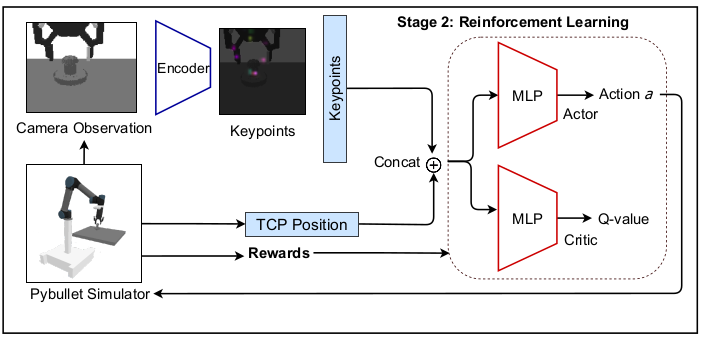 Stage 2: Reinforcement Learning
Encoder
Keypoints
MLP
Action a
Actor
Camera Observation
Keypoints
Concat
TCP Position
MLP
Q-value
Critic
Rewards
Pybullet Simulator